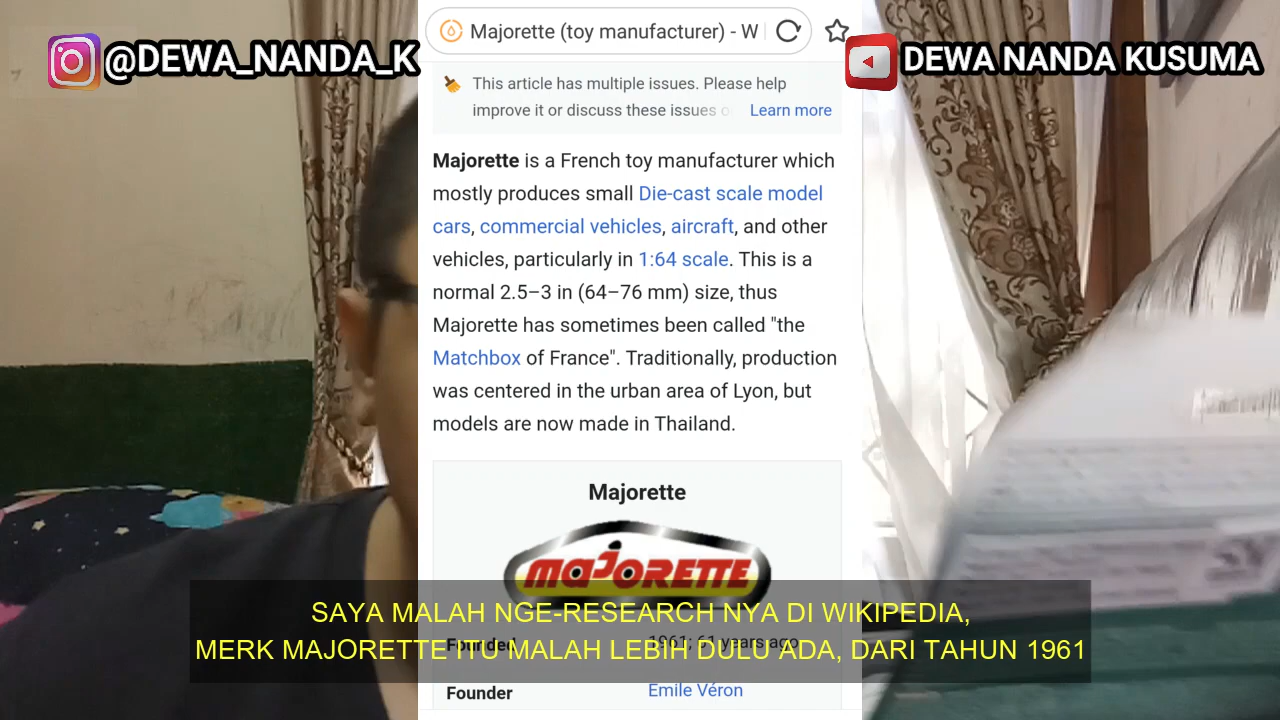 @DEWA_NANDA_K
Majorette (toy manufacturer) - W
DEWA NANDA KUSUMA
This article has multiple issues. Please help
improve it or discuss these issues o
Learn more
Majorette is a French toy manufacturer which
mostly produces small Die-cast scale model
cars, commercial vehicles, aircraft, and other
vehicles, particularly in 1:64 scale. This is a
normal 2.5–3 in (64–76 mm) size, thus
Majorette has sometimes been called "the
Matchbox of France". Traditionally, production
was centered in the urban area of Lyon, but
models are now made in Thailand.
Majorette
MAJORETTE
Founded 1961; 61 years ago
SAYA MALAH NGE-RESEARCH NYA DI WIKIPEDIA,
MERK MAJORETTE ITU MALAH LEBIH DULU ADA, DARI TAHUN 1961
Founder Emile Véron